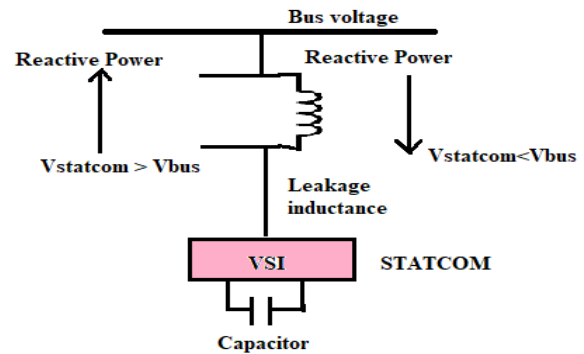 Bus voltage
Reactive Power
Reactive Power
Vstatcom > Vbus
Vstatcom<Vbus
Leakage
inductance
VSI
STATCOM
Capacitor